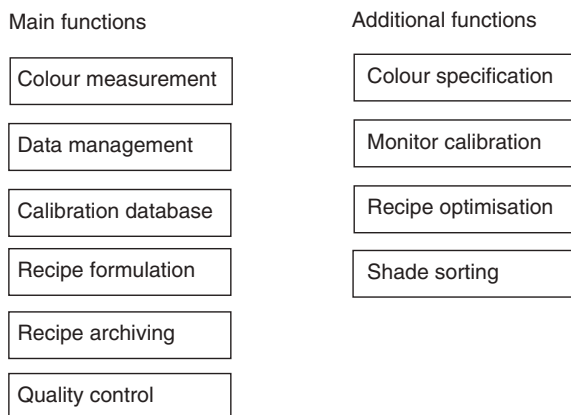 Main functions
Colour measurement
Data management
Calibration database
Recipe formulation
Recipe archiving
Quality control
Additional functions
Colour specification
Monitor calibration
Recipe optimisation
Shade sorting